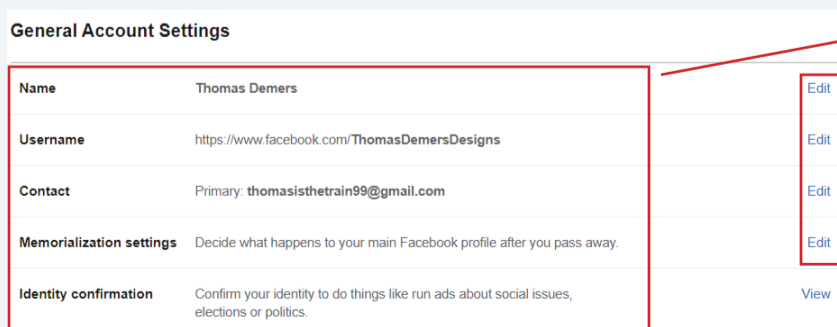 General Account Settings
Name Thomas Demers Edit
Username https://www.facebook.com/ThomasDemersDesigns Edit
Contact Primary: thomasisthetrain99@gmail.com Edit
Memorialization settings Decide what happens to your main Facebook profile after you pass away. Edit
Identity confirmation Confirm your identity to do things like run ads about social issues, View
elections or politics.